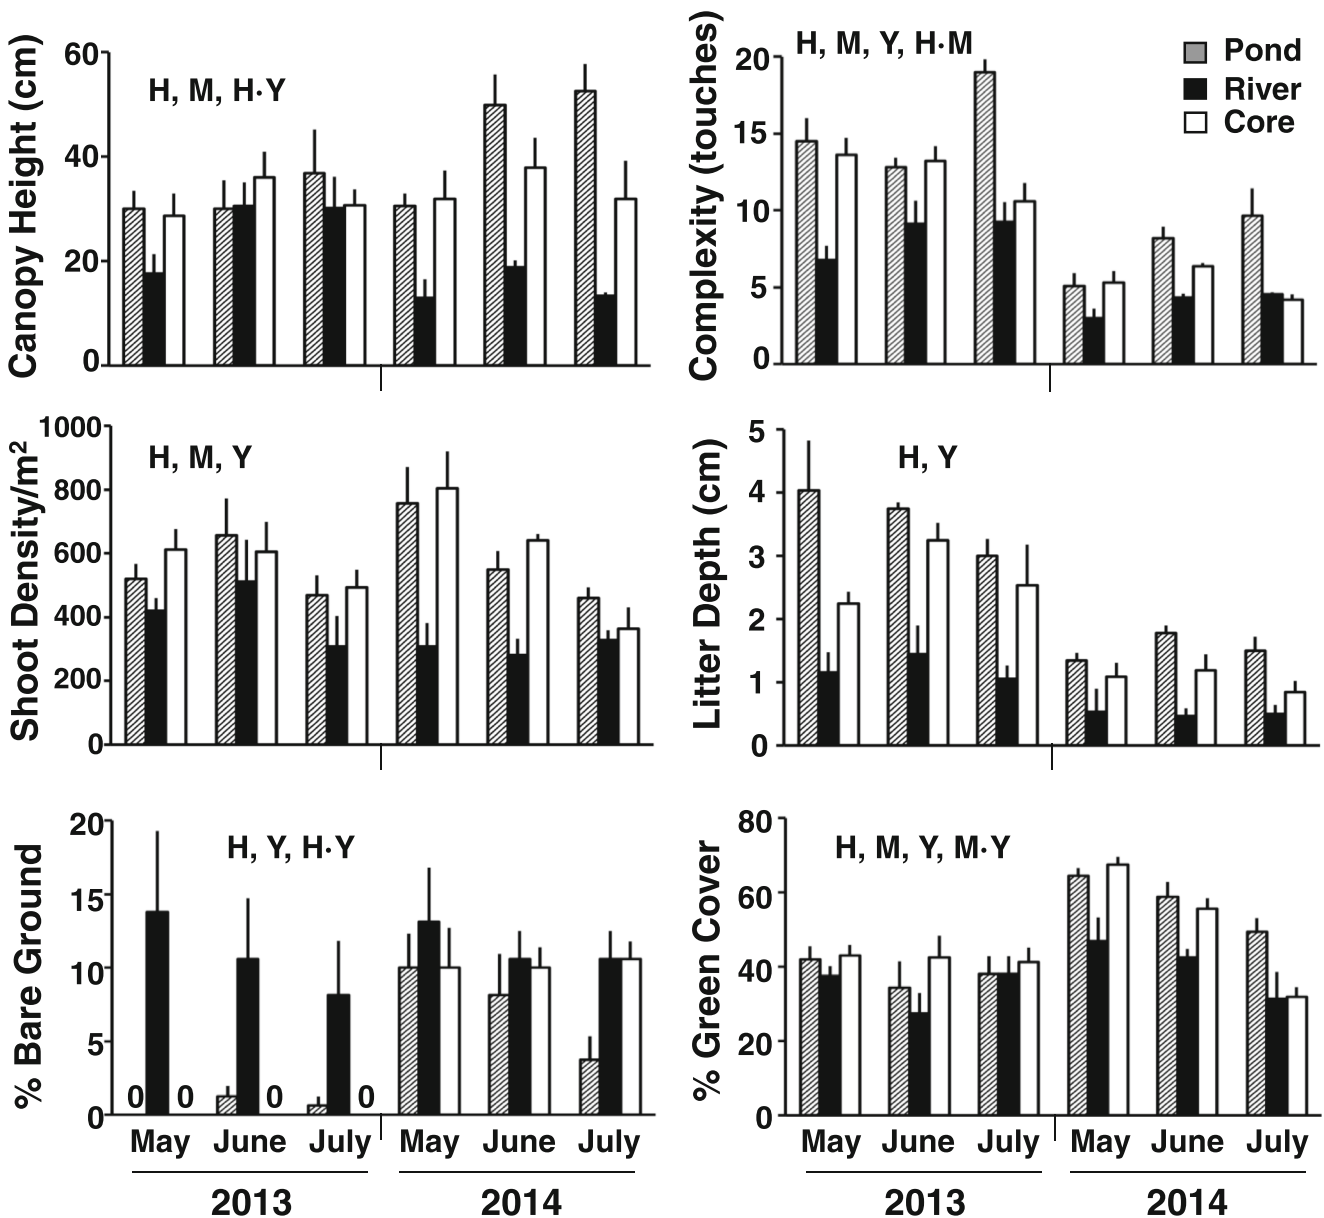 Canopy Height (cm)
60
40
20
0
H, M, H·Y
Complexity (touches)
20
15
10
5
0
H, M, Y, H·M
Pond
River
Core
Shoot Density/m²
1000
800
600
400
200
0
H, M, Y
Litter Depth (cm)
5
4
3
2
1
0
H, Y
% Bare Ground
20
15
10
5
0
H, Y, H·Y
0 0 0 0
May June July May June July
2013 2014
% Green Cover
80
60
40
20
0
H, M, Y, M·Y
May June July May June July
2013 2014